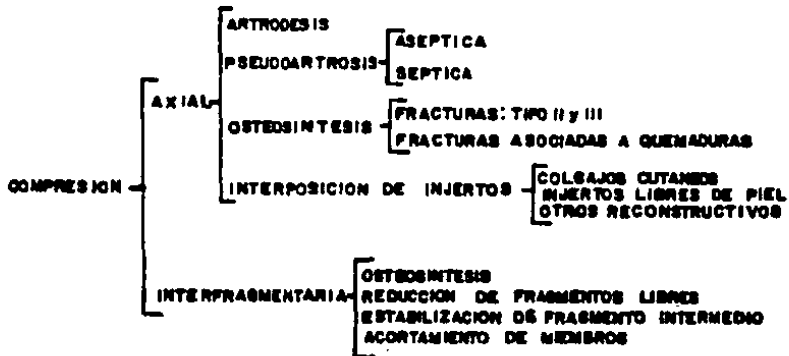 ARTRODESIS
PSEUDOARTROSIS
ASEPTICA
SEPTICA
AXIAL
OSTEOSINTESIS
FRACTURAS: TIPO II y III
FRACTURAS ASOCIADAS A QUEMADURAS
COMPRESION
INTERPOSICION DE INJERTOS
COLGAJOS CUTANEOS
INJERTOS LIBRES DE PIEL
OTROS RECONSTRUCTIVOS
INTERFRAGMENTARIA
OSTEOSINTESIS
REDUCCION DE FRAGMENTOS LIBRES
ESTABILIZACION DE FRAGMENTO INTERMEDIO
ACORTAMIENTO DE MIEMBROS